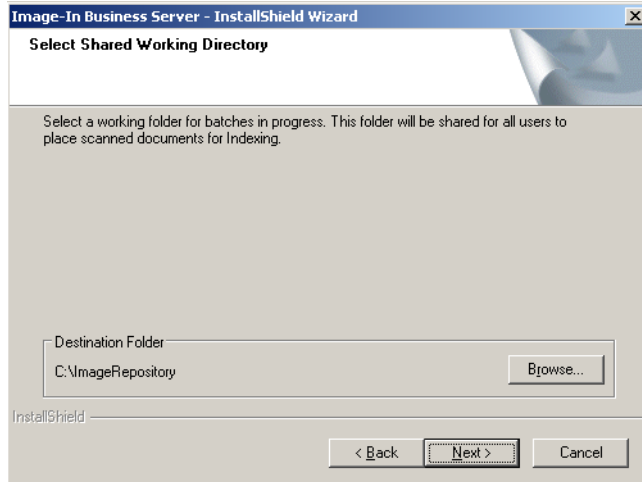 Image-In Business Server - InstallShield Wizard
Select Shared Working Directory
Select a working folder for batches in progress. This folder will be shared for all users to
place scanned documents for Indexing.
Destination Folder
C:\ImageRepository
Browse...
InstallShield
< Back
Next >
Cancel